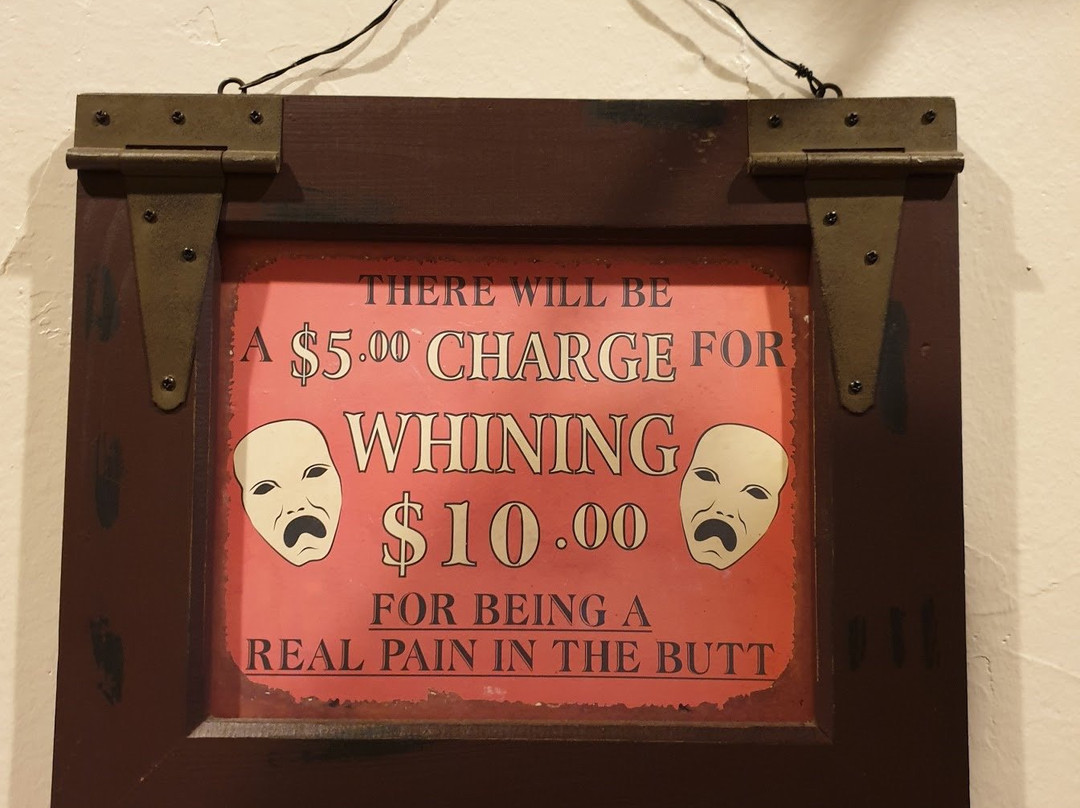 THERE WILL BE
A $5.00 CHARGE FOR
WHINING
$10.00
FOR BEING A
REAL PAIN IN THE BUTT